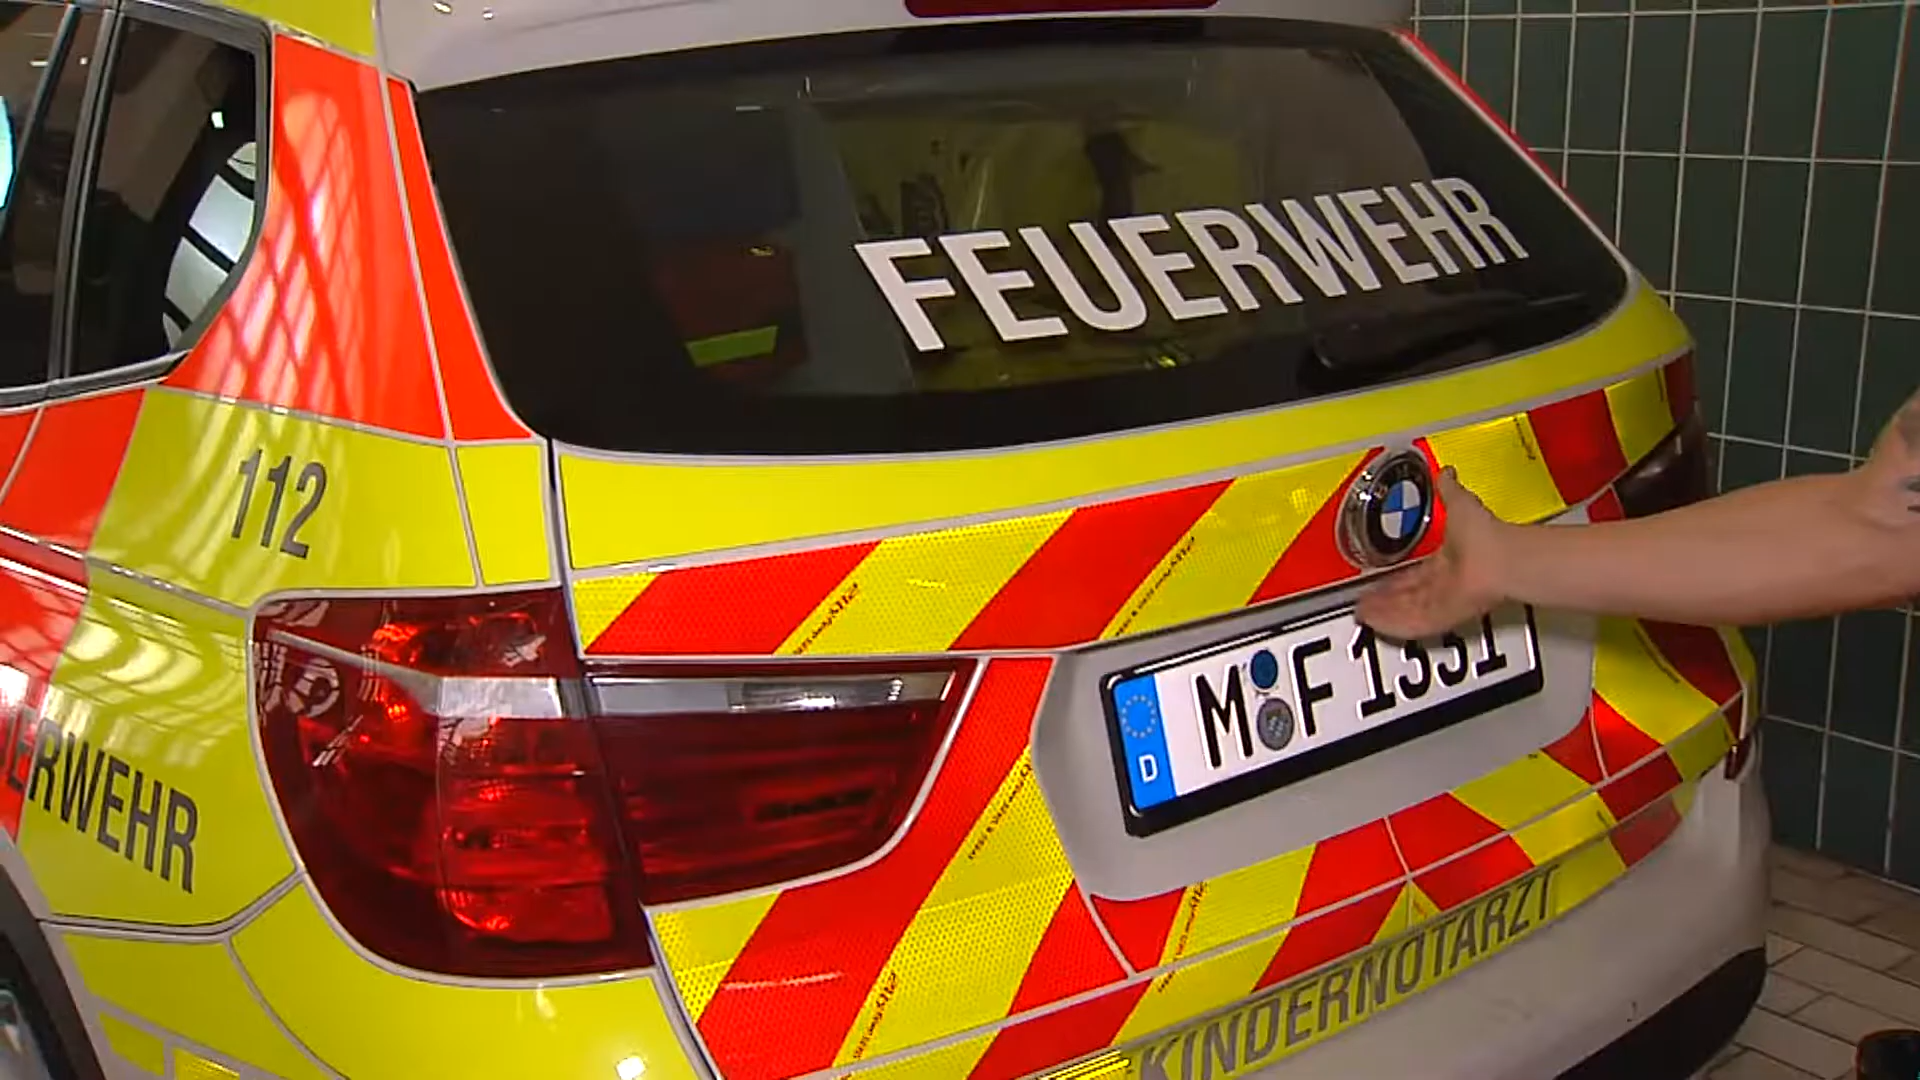 FEUERWEHR
112
D M F 1331
ERWEHR
KINDERNOTARZT